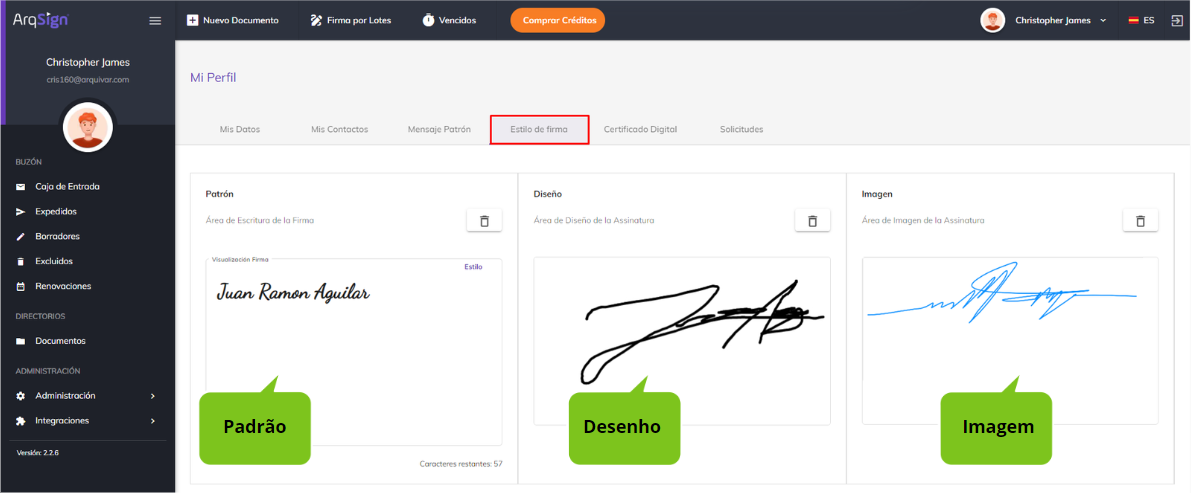 ArqSign
Nuevo Documento
Firma por Lotes
Vencidos
Comprar Créditos
Christopher James
ES
Christopher James
cris160@arquivar.com
BUZÓN
Caja de Entrada
Expedidos
Borradores
Excluidos
Renovaciones
DIRECTORIOS
Documentos
ADMINISTRACIÓN
Administración
Integraciones
Versión: 2.2.6
Mi Perfil
Mis Datos
Mis Contactos
Mensaje Patrón
Estilo de firma
Certificado Digital
Solicitudes
Patrón
Área de Escritura de la Firma
Visualización Firma
Estilo
Juan Ramon Aguilar
Padrão
Caracteres restantes: 57
Diseño
Área de Diseño de la Assinatura
Desenho
Imagen
Área de Imagen de la Assinatura
Imagem